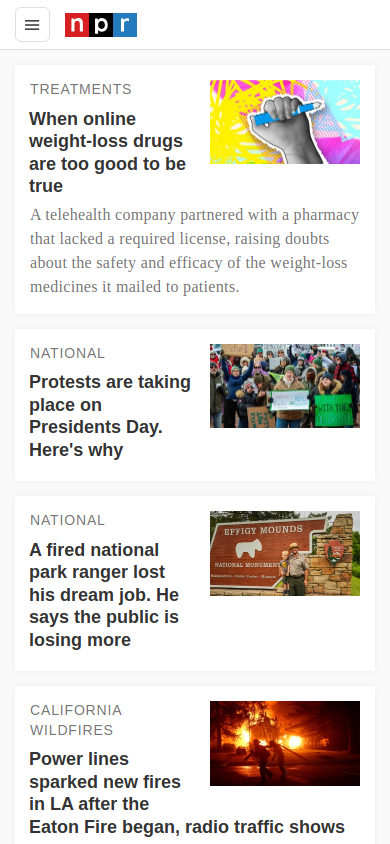 npr
TREATMENTS
When online
weight-loss drugs
are too good to be
true
A telehealth company partnered with a pharmacy
that lacked a required license, raising doubts
about the safety and efficacy of the weight-loss
medicines it mailed to patients.
NATIONAL
Protests are taking
place on
Presidents Day.
Here's why
NATIONAL
A fired national
park ranger lost
his dream job. He
says the public is
losing more
EFFIGY MOUNDS
NATIONAL MONUMENT
CALIFORNIA
WILDFIRES
Power lines
sparked new fires
in LA after the
Eaton Fire began, radio traffic shows